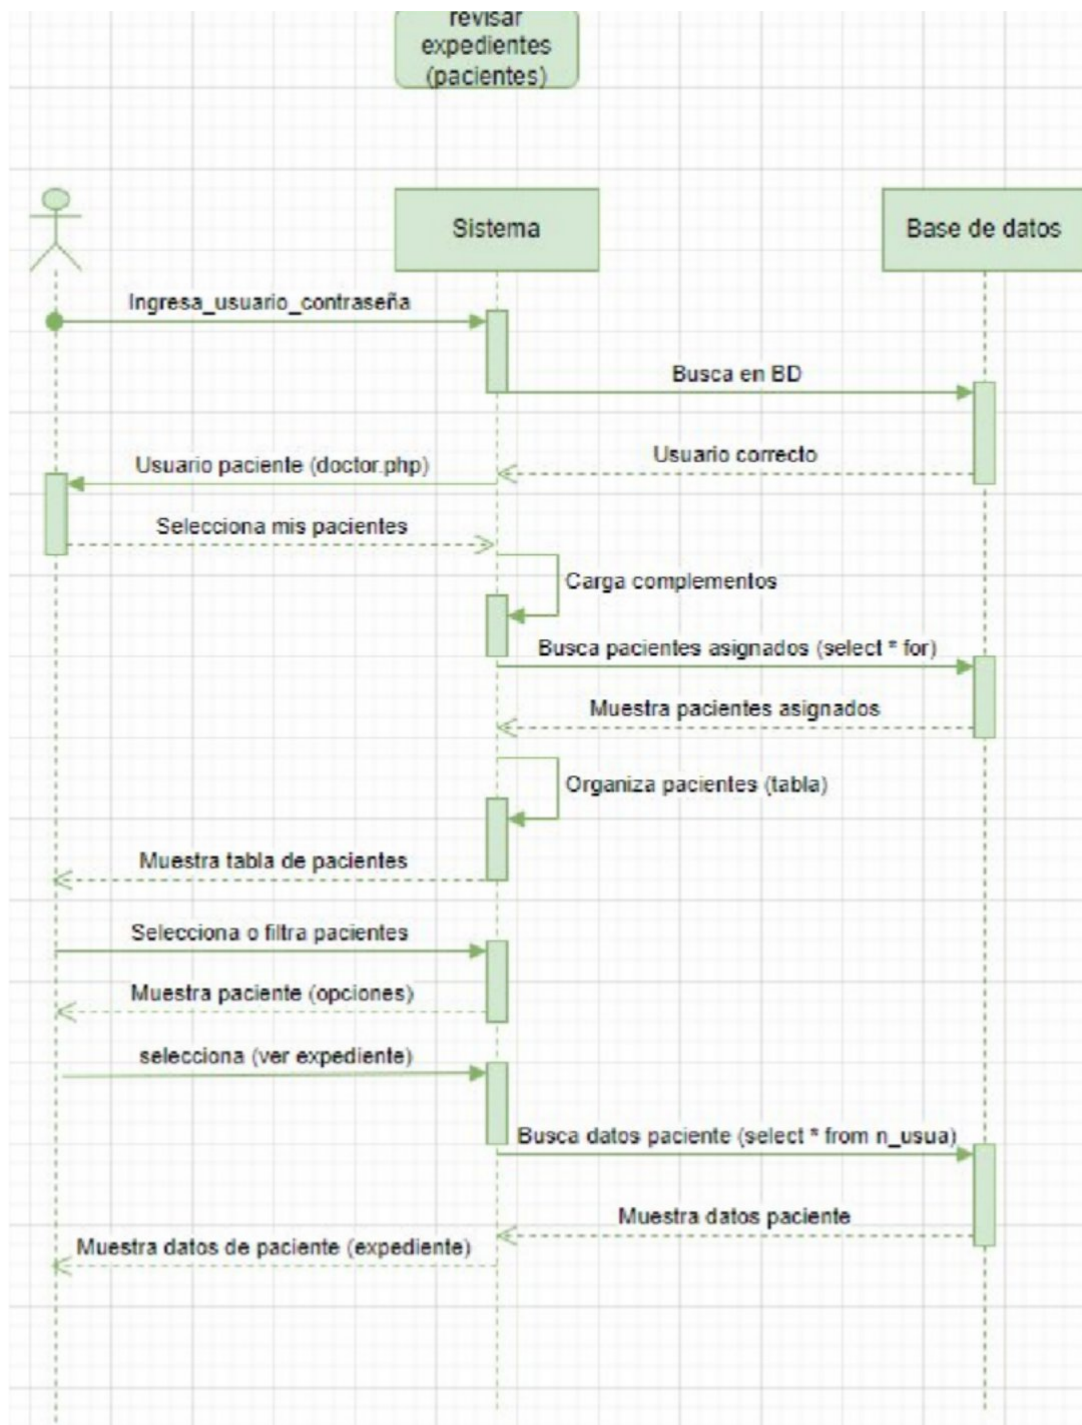 revisar
expedientes
(pacientes)
Sistema
Base de datos
Ingresa_usuario_contraseña
Busca en BD
Usuario correcto
Usuario paciente (doctor.php)
Selecciona mis pacientes
Carga complementos
Busca pacientes asignados (select * for)
Muestra pacientes asignados
Organiza pacientes (tabla)
Muestra tabla de pacientes
Selecciona o filtra pacientes
Muestra paciente (opciones)
selecciona (ver expediente)
Busca datos paciente (select * from n_usua)
Muestra datos paciente
Muestra datos de paciente (expediente)